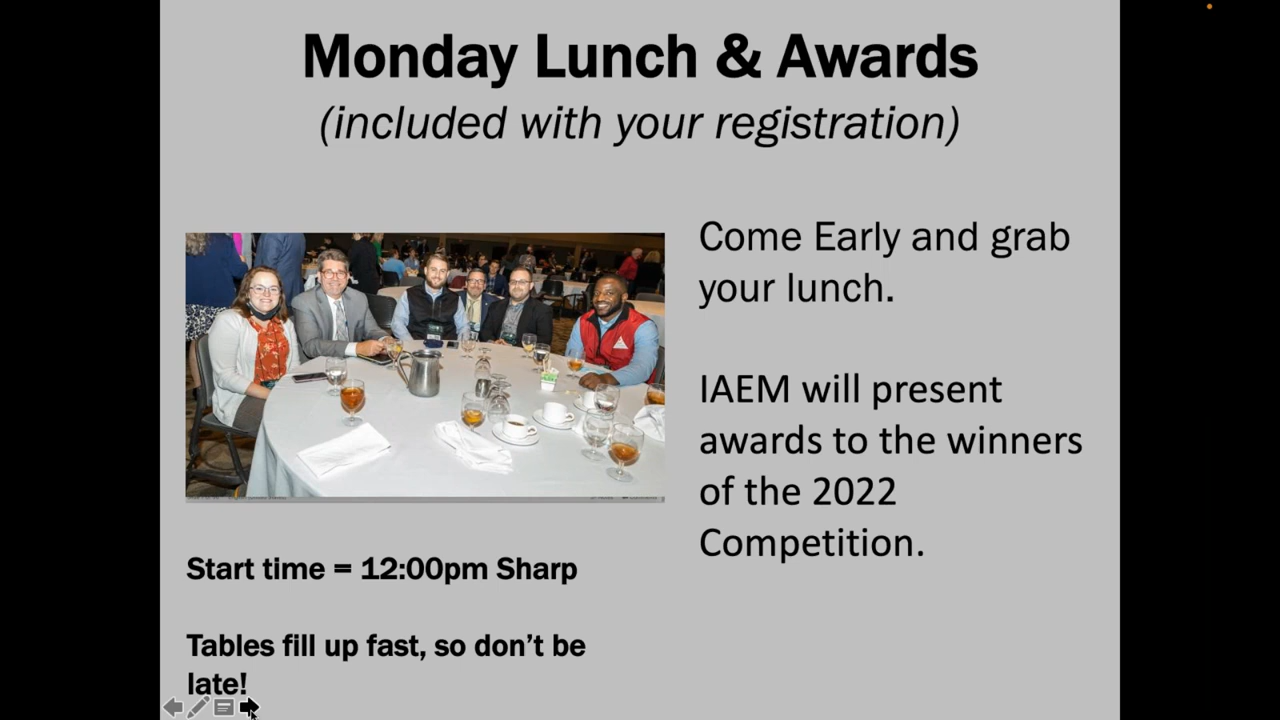 Monday Lunch & Awards
(included with your registration)
Come Early and grab
your lunch.
IAEM will present
awards to the winners
of the 2022
Competition.
Start time = 12:00pm Sharp
Tables fill up fast, so don’t be
late!